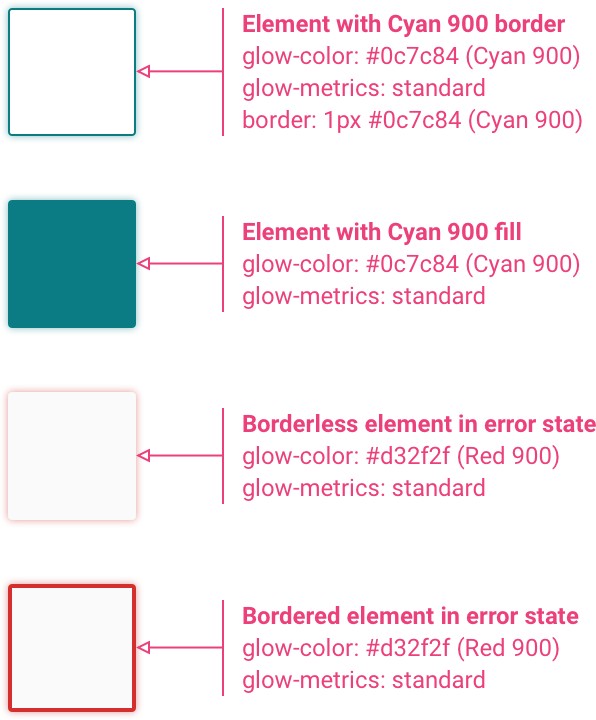 Element with Cyan 900 border
glow-color: #0c7c84 (Cyan 900)
glow-metrics: standard
border: 1px #0c7c84 (Cyan 900)
Element with Cyan 900 fill
glow-color: #0c7c84 (Cyan 900)
glow-metrics: standard
Borderless element in error state
glow-color: #d32f2f (Red 900)
glow-metrics: standard
Bordered element in error state
glow-color: #d32f2f (Red 900)
glow-metrics: standard